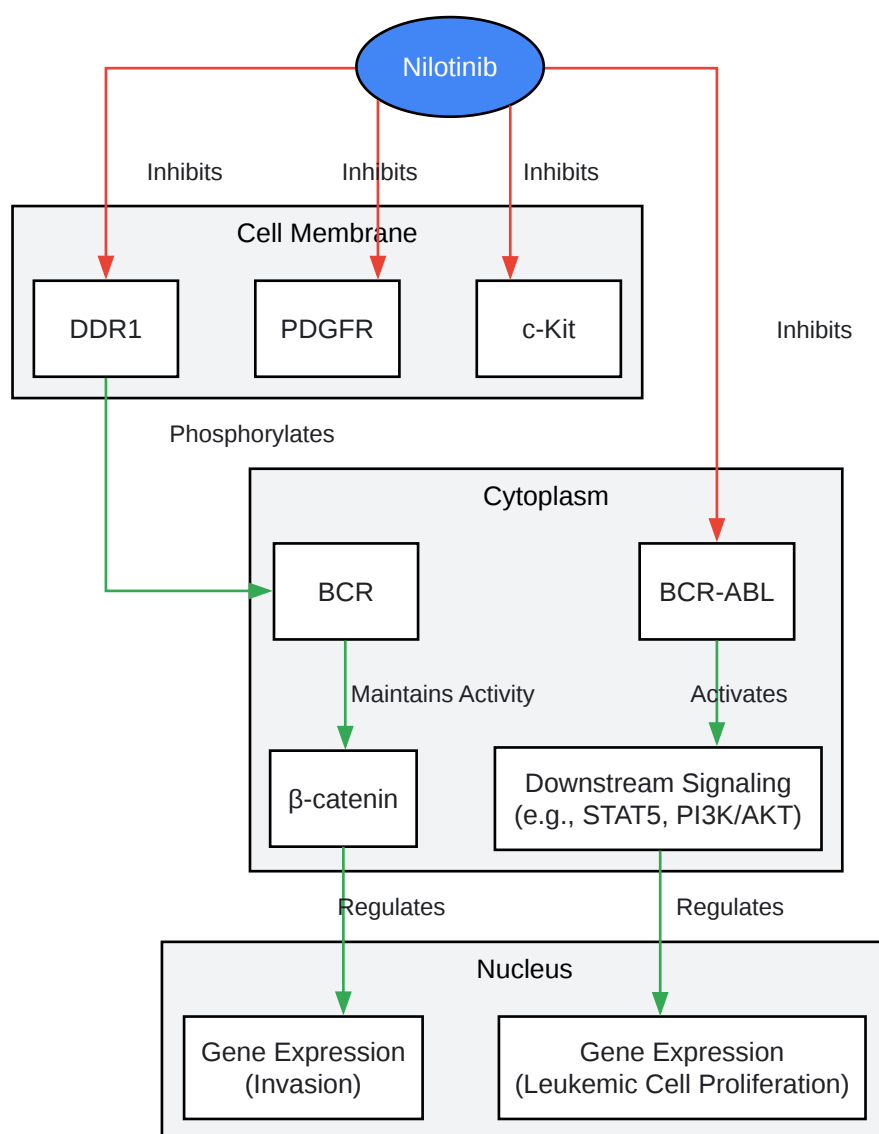 Nilotinib
Inhibits
Inhibits
Inhibits
Cell Membrane
DDR1
PDGFR
c-Kit
Inhibits
Phosphorylates
Cytoplasm
BCR
BCR-ABL
Maintains Activity
Activates
β-catenin
Downstream Signaling
(e.g., STAT5, PI3K/AKT)
Regulates
Regulates
Nucleus
Gene Expression
(Invasion)
Gene Expression
(Leukemic Cell Proliferation)